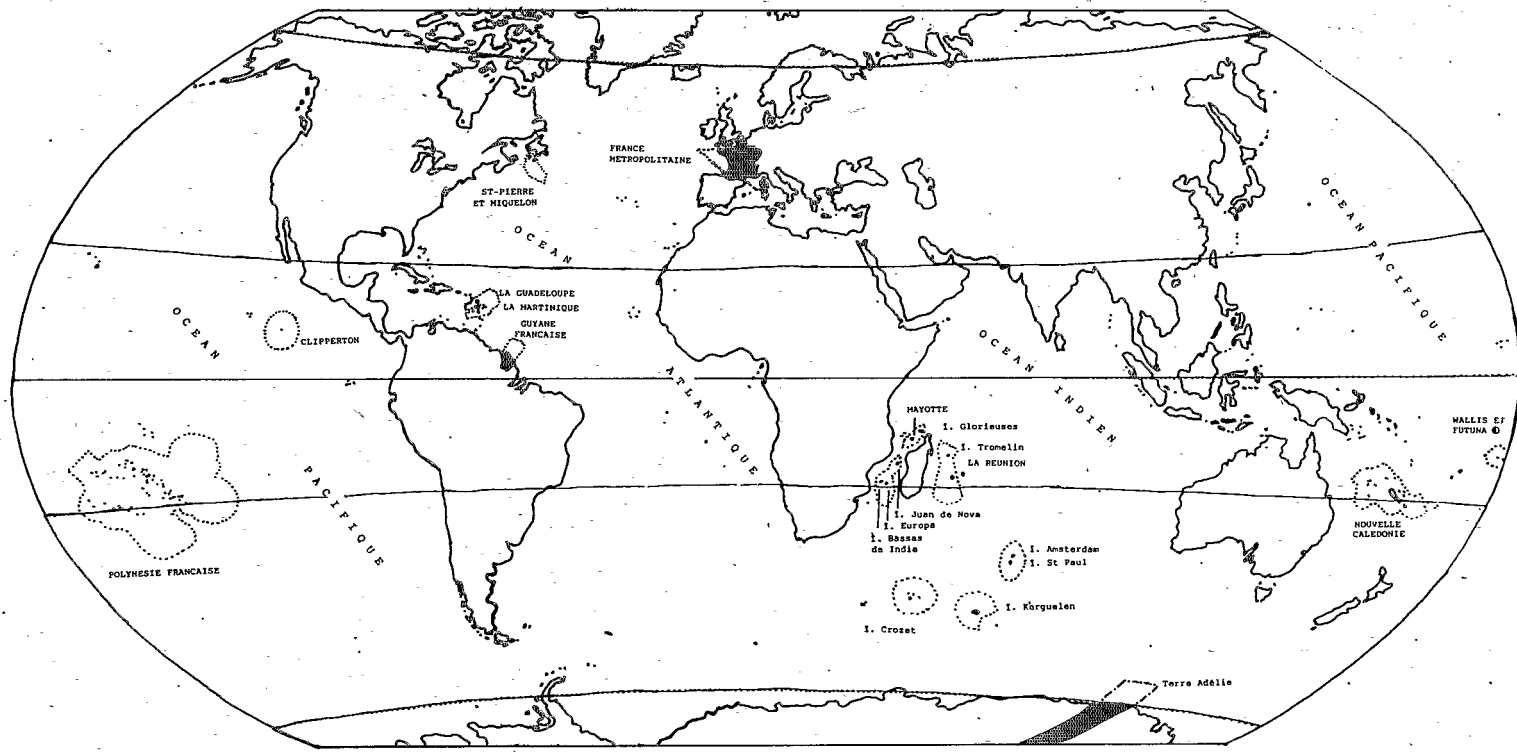 FRANCE
METROPOLITAINE
ST-PIERRE
ET MIQUELON
OCEAN
OCEAN PACIFIQUE
LA GUADELOUPE
LA MARTINIQUE
GUYANE
FRANCAISE
OCEAN
CLIPPERTON
ATLANTIQUE
OCEAN INDIEN
MAYOTTE
I. Glorieuses
I. Tromelin
LA REUNION
WALLIS ET
FUTUNA
PACIFIQUE
I. Juan de Nova
I. Europa
I. Bassas
da India
NOUVELLE
CALEDONIE
I. Amsterdam
I. St Paul
POLYNESIE FRANCAISE
I. Korguelen
I. Crozet
Terre Adélie